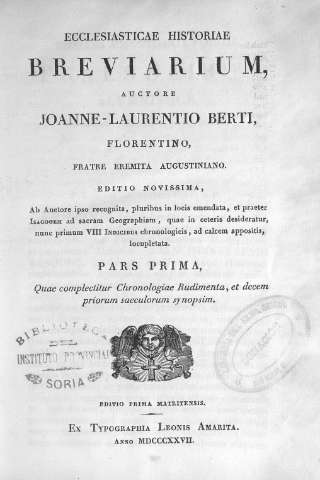 ECCLESIASTICAE HISTORIAE
BREVIARIUM,
AUCTORE
JOANNE-LAURENTIO BERTI,
FLORENTINO,
FRATRE EREMITA AUGUSTINIANO.
EDITIO NOVISSIMA,
Ab Auctore ipso recognita, pluribus in locis emendata, et praeter
ISAGOGEN ad sacram Geographiam, quae in ceteris desideratur,
nunc primum VIII INDICIBUS chronologicis, ad calcem appositis,
locupletata.
PARS PRIMA,
Quae complectitur Chronologiae Rudimenta, et decem
priorum saeculorum synopsim.
BIBLIOTECA
INSTITUTO PROVINCIAL
SORIA
EDITIO PRIMA MATRITENSIS.
EX TYPOGRAPHIA LEONIS AMARITA.
ANNO MDCCCXXVII.